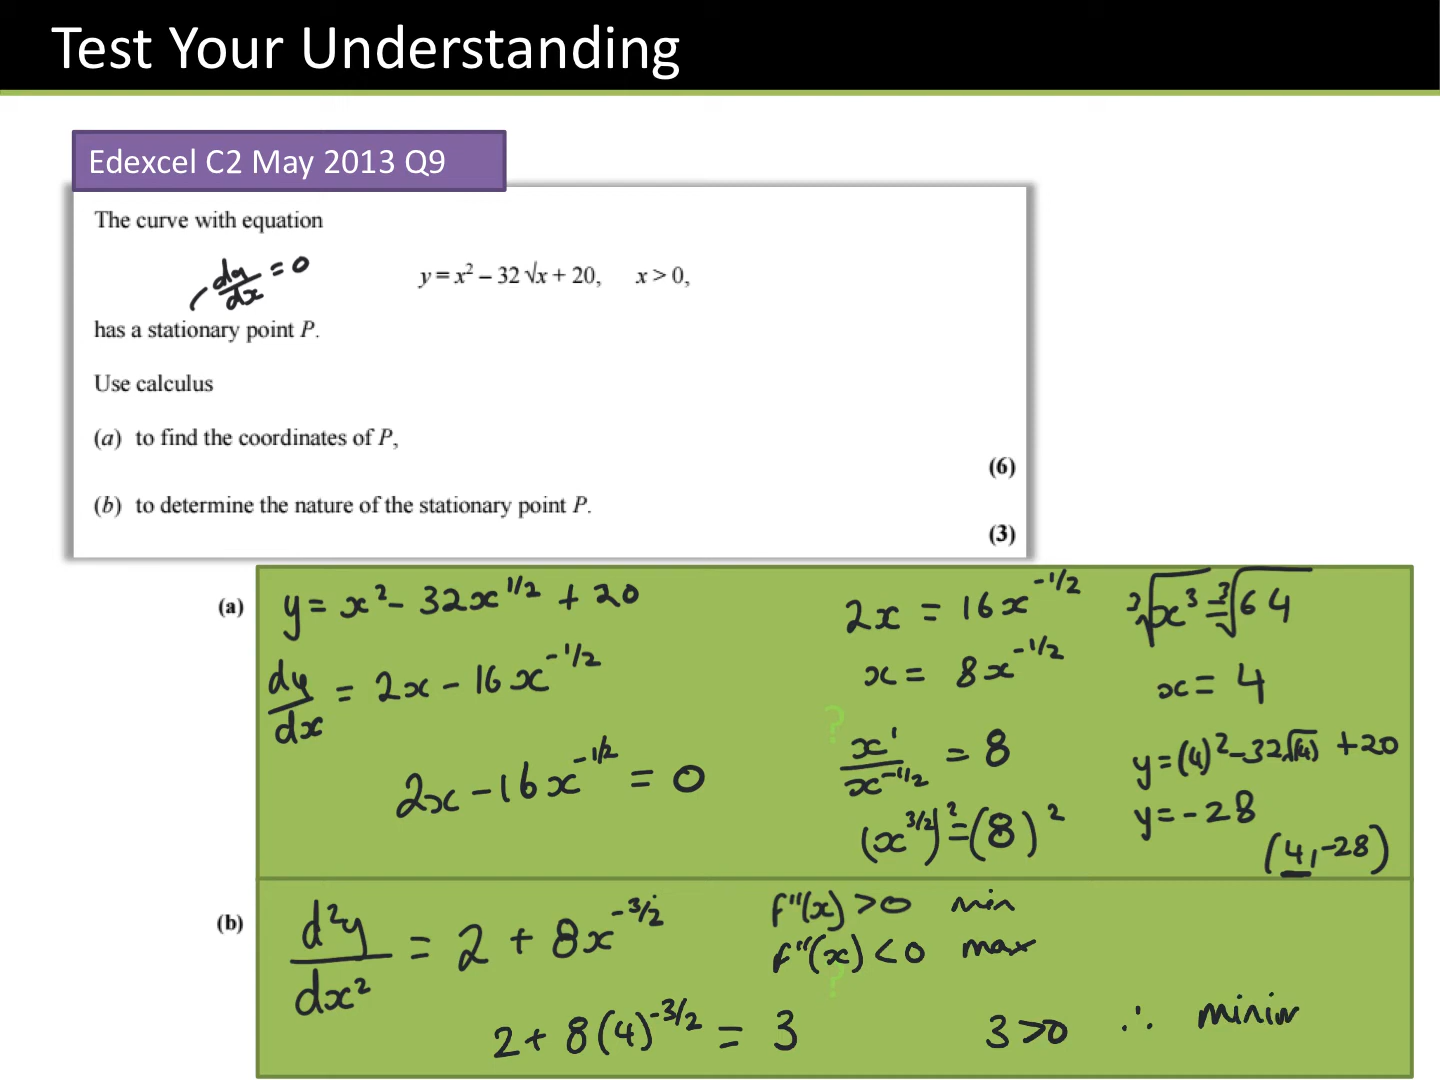 Test Your Understanding
Edexcel C2 May 2013 Q9
The curve with equation
dy/dx = 0
y = x² – 32√x + 20, x > 0,
has a stationary point P.
Use calculus
(a) to find the coordinates of P,
(6)
(b) to determine the nature of the stationary point P.
(3)
(a)
y = x² - 32x^1/2 + 20
dy/dx = 2x - 16x^-1/2
2x - 16x^-1/2 = 0
2x = 16x^-1/2
x = 8x^-1/2
?
x^1/x^-1/2 = 8
(x^3/2)² = (8)²
³√x³ = ³√64
x = 4
y = (4)² - 32√(4) + 20
y = -28
(4, -28)
(b)
d²y/dx² = 2 + 8x^-3/2
f''(x) > 0 min
f''(x) < 0 max
?
2 + 8(4)^-3/2 = 3
3 > 0 ∴